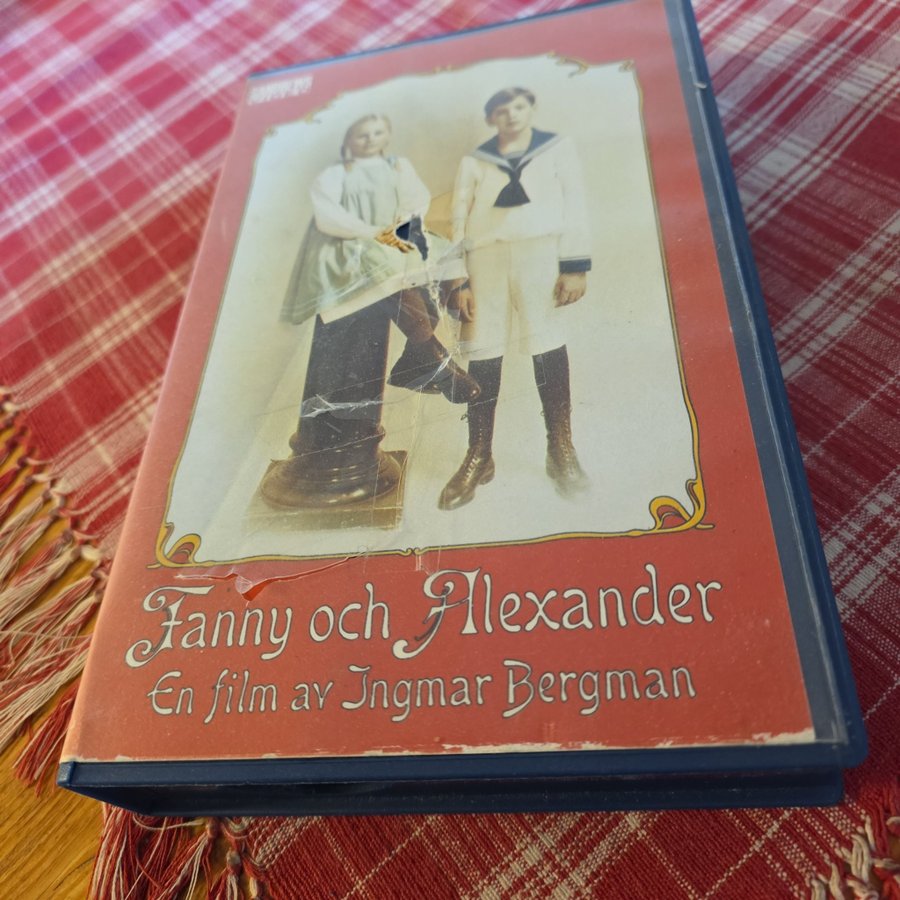 Fanny och Alexander
En film av Ingmar Bergman